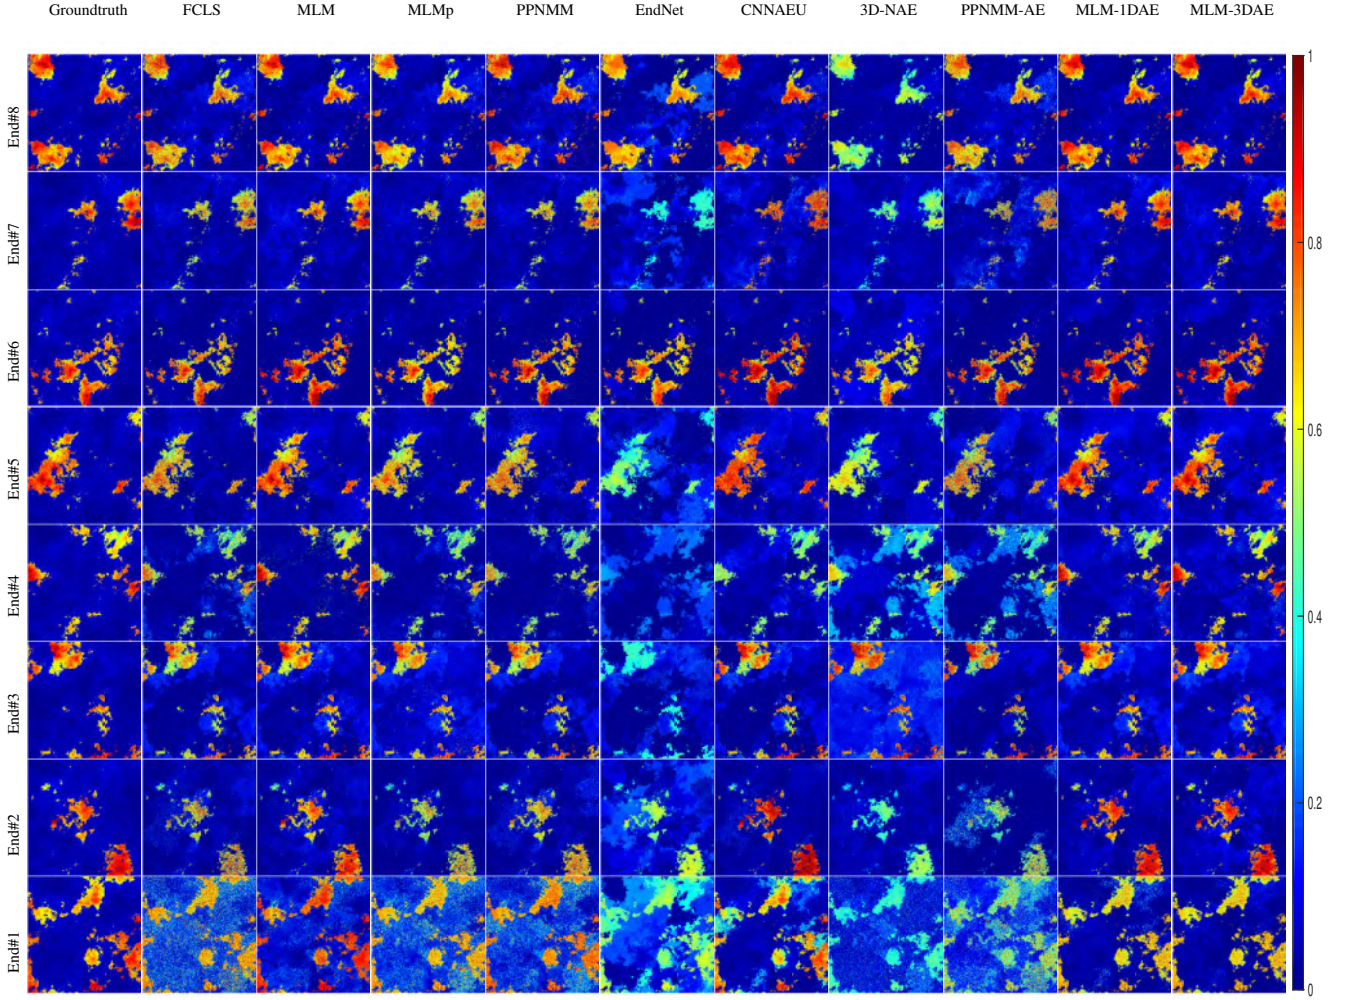 Groundtruth FCLS MLM MLMp PPNMM EndNet CNNAEU 3D-NAE PPNMM-AE MLM-1DAE MLM-3DAE
End#8
End#7
End#6
End#5
End#4
End#3
End#2
End#1
1
0.8
0.6
0.4
0.2
0